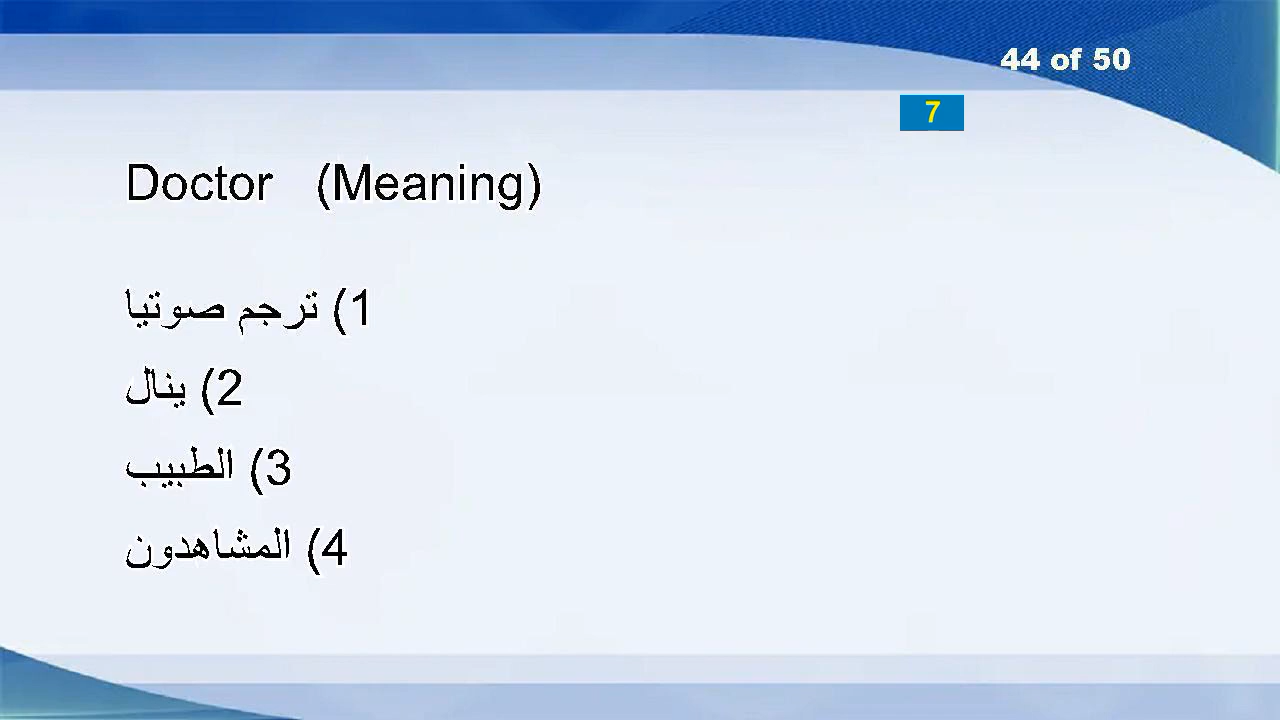 44 of 50
7
Doctor (Meaning)
1) ترجم صوتيا
2) ينال
3) الطبيب
4) المشاهدون